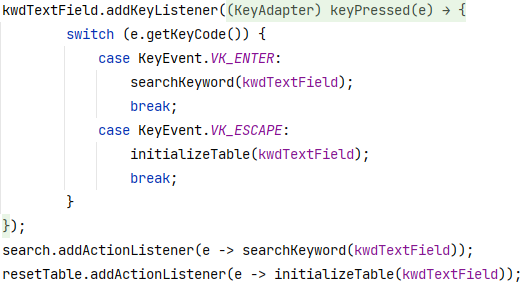 kwdTextField.addKeyListener((KeyAdapter) keyPressed(e) → {
        switch (e.getKeyCode()) {
            case KeyEvent.VK_ENTER:
                searchKeyword(kwdTextField);
                break;
            case KeyEvent.VK_ESCAPE:
                initializeTable(kwdTextField);
                break;
        }
});
search.addActionListener(e -> searchKeyword(kwdTextField));
resetTable.addActionListener(e -> initializeTable(kwdTextField));